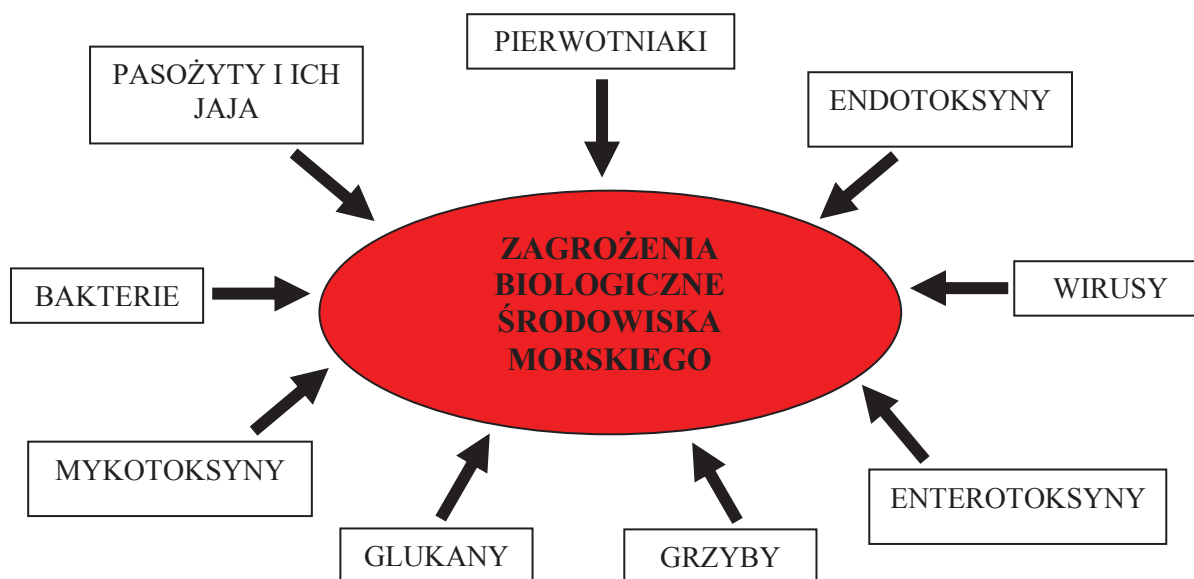 PIERWOTNIAKI
PASOŻYTY I ICH
JAJA
ENDOTOKSYNY
ZAGROŻENIA
BIOLOGICZNE
ŚRODOWISKA
MORSKIEGO
BAKTERIE
WIRUSY
MYKOTOKSYNY
ENTEROTOKSYNY
GLUKANY
GRZYBY